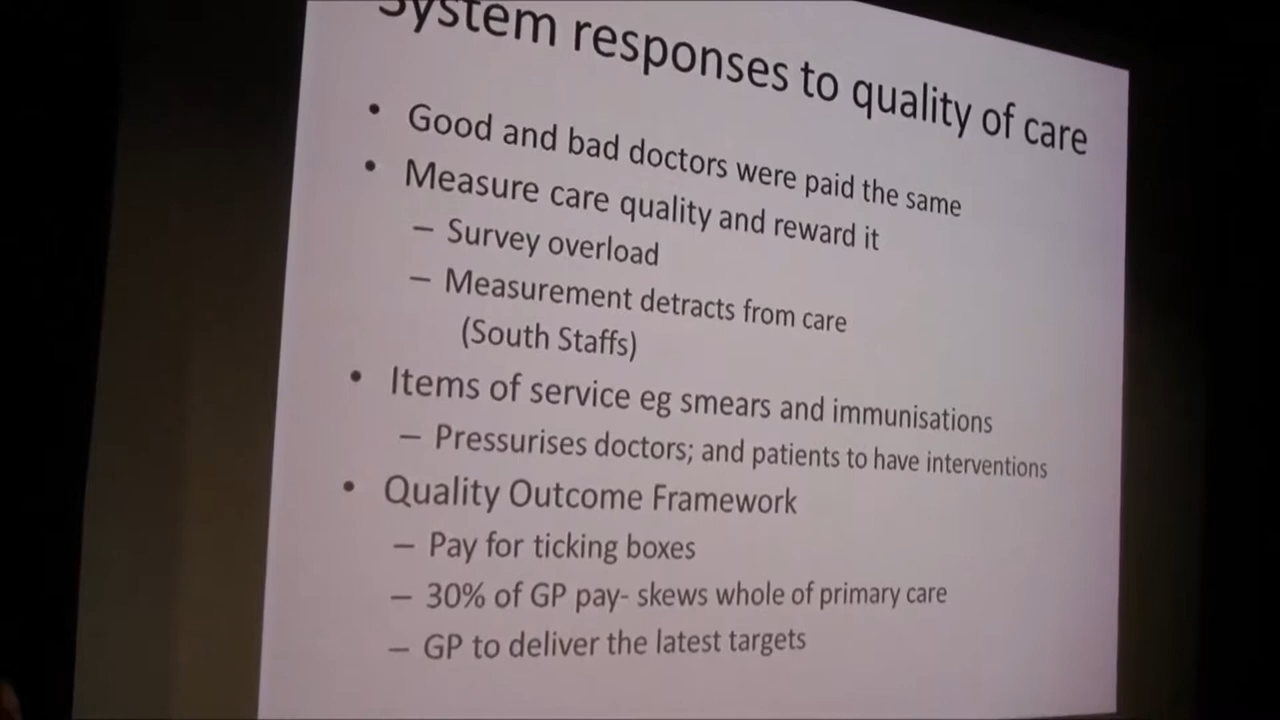 System responses to quality of care
• Good and bad doctors were paid the same
• Measure care quality and reward it
– Survey overload
– Measurement detracts from care
(South Staffs)
• Items of service eg smears and immunisations
– Pressurises doctors; and patients to have interventions
• Quality Outcome Framework
– Pay for ticking boxes
– 30% of GP pay- skews whole of primary care
– GP to deliver the latest targets